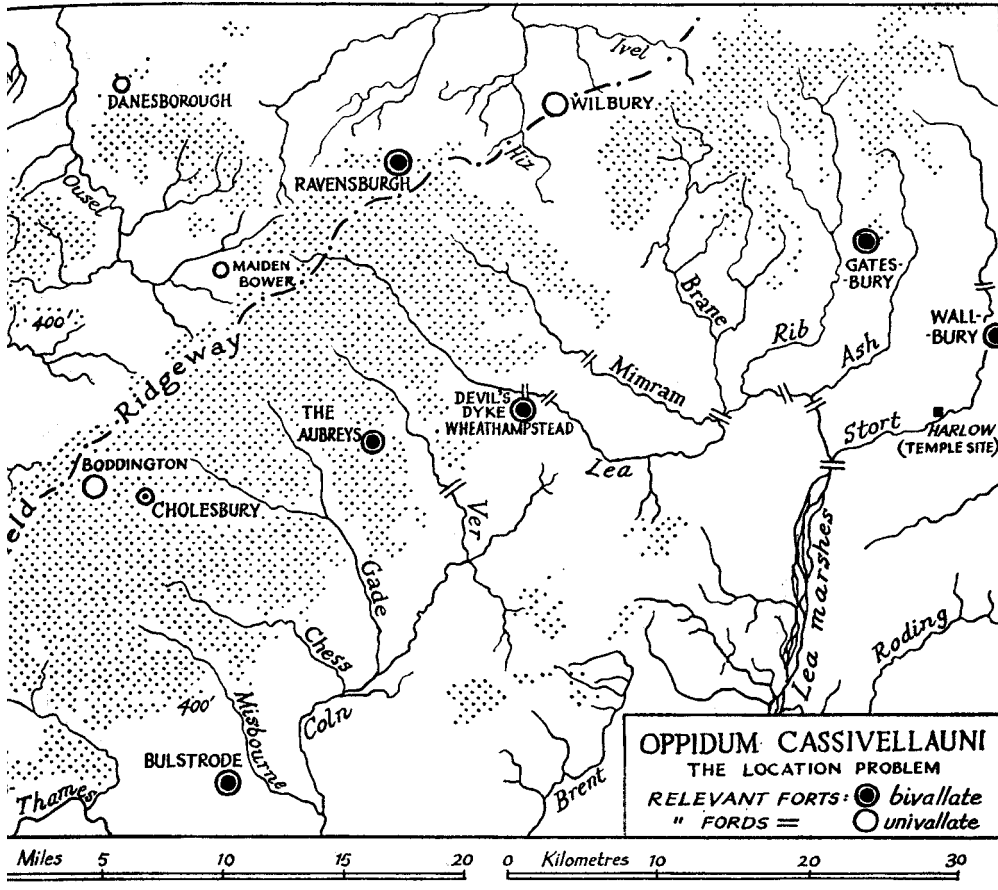 Ivel
DANESBOROUGH
WILBURY
Hiz
RAVENSBURGH
Ousel
MAIDEN
BOWER
GATES-
BURY
400'
Brane
WALL-
-BURY
Rib
Ash
Ridgeway
Mimram
DEVIL'S
DYKE
WHEATHAMPSTEAD
THE
AUBREYS
Stort
HARLOW
(TEMPLE SITE)
Lea
BODDINGTON
CHOLESBURY
eld
Ver
Gade
Lea marshes
Chess
Roding
400'
Misbourne
Coln
BULSTRODE
Thames
Brent
OPPIDUM CASSIVELLAUNI
THE LOCATION PROBLEM
RELEVANT FORTS: bivallate
" FORDS = univallate
Miles 5 10 15 20 0 Kilometres 10 20 30